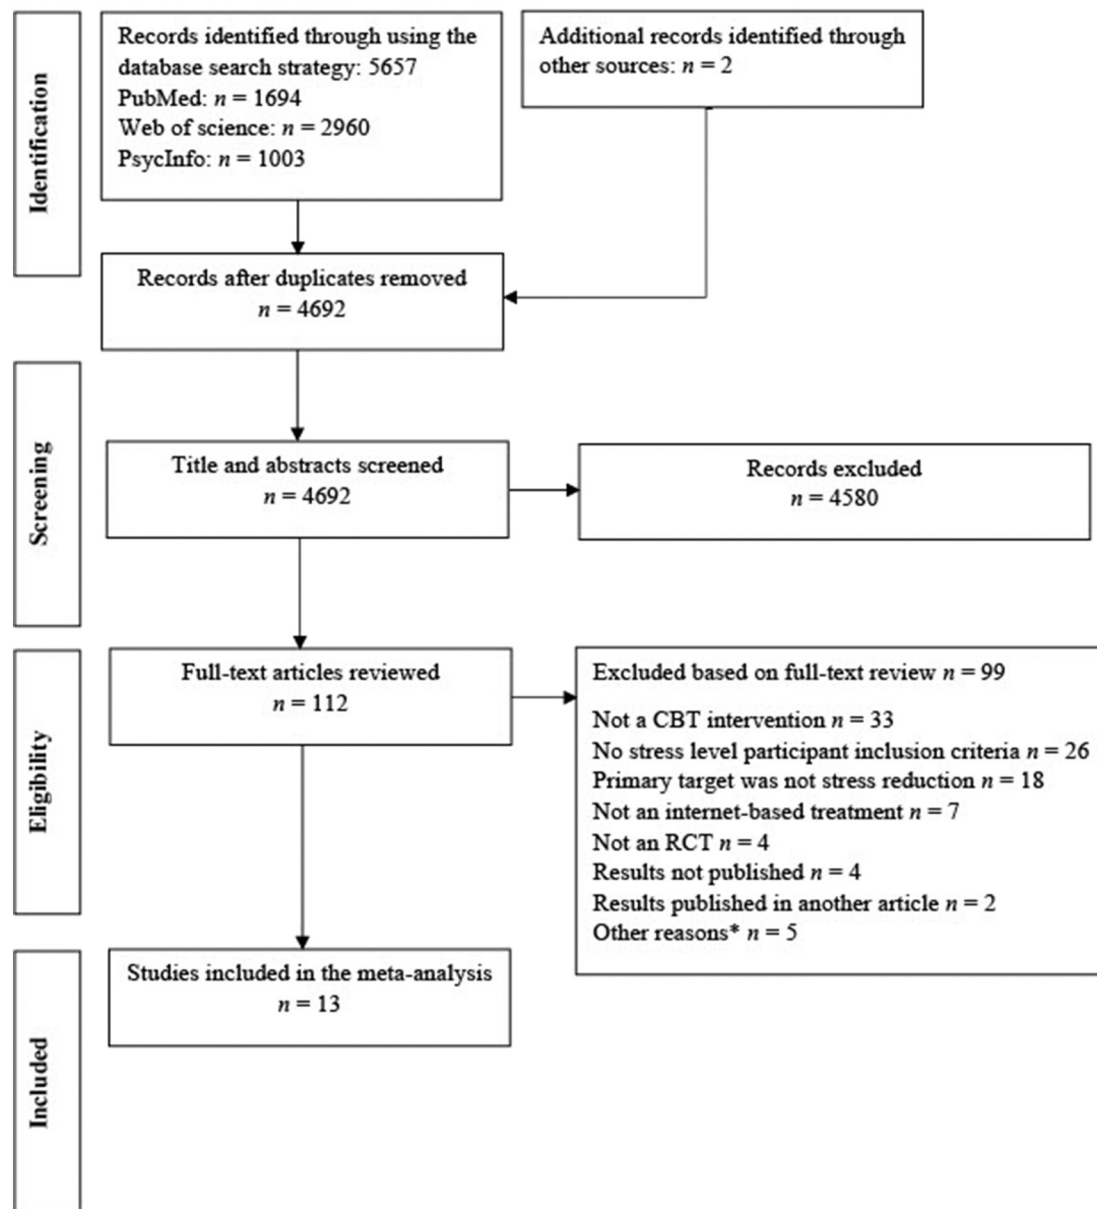 Identification
Records identified through using the
database search strategy: 5657
PubMed: n = 1694
Web of science: n = 2960
PsycInfo: n = 1003
Additional records identified through
other sources: n = 2
Records after duplicates removed
n = 4692
Screening
Title and abstracts screened
n = 4692
Records excluded
n = 4580
Eligibility
Full-text articles reviewed
n = 112
Excluded based on full-text review n = 99
Not a CBT intervention n = 33
No stress level participant inclusion criteria n = 26
Primary target was not stress reduction n = 18
Not an internet-based treatment n = 7
Not an RCT n = 4
Results not published n = 4
Results published in another article n = 2
Other reasons* n = 5
Included
Studies included in the meta-analysis
n = 13